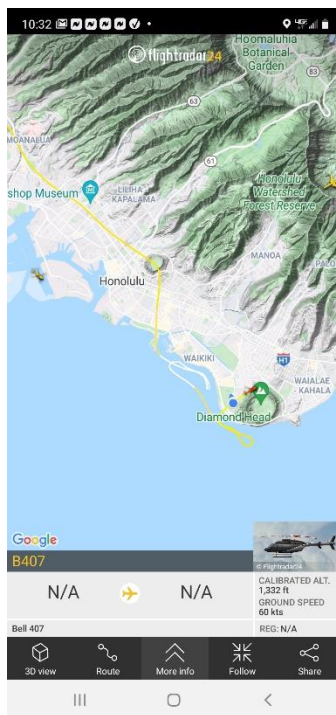 10:32
flightradar24
Hoomaluhia
Botanical
Garden
63
MOANALUA
63
61
shop Museum
LILIHA
KAPALAMA
Honolulu
Watershed
Forest Reserve
MANOA
PALO
Honolulu
WAIKIKI
H1
WAIALAE
- KAHALA
Diamond Head
Google
© Flightradar24
B407
N/A
N/A
CALIBRATED ALT.
1,332 ft
GROUND SPEED
60 kts
Bell 407
REG: N/A
3D view
Route
More info
Follow
Share